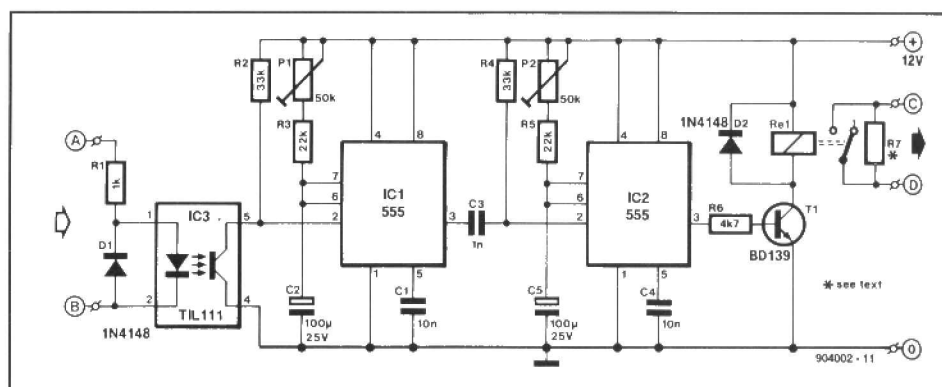 R2
33k
P1
50k
R3
22k
R4
33k
P2
50k
R5
22k
+
12V
1N4148
D2
Re1
C
R7
*
D
A
R1
1k
D1
B
1N4148
1
2
IC3
5
4
TIL111
7
6
2
4
8
IC1
555
3
1
5
C3
1n
7
6
2
4
8
IC2
555
3
1
5
R6
4k7
T1
BD139
* see text
C2
100µ
25V
C1
10n
C5
100µ
25V
C4
10n
904002 - 11
0